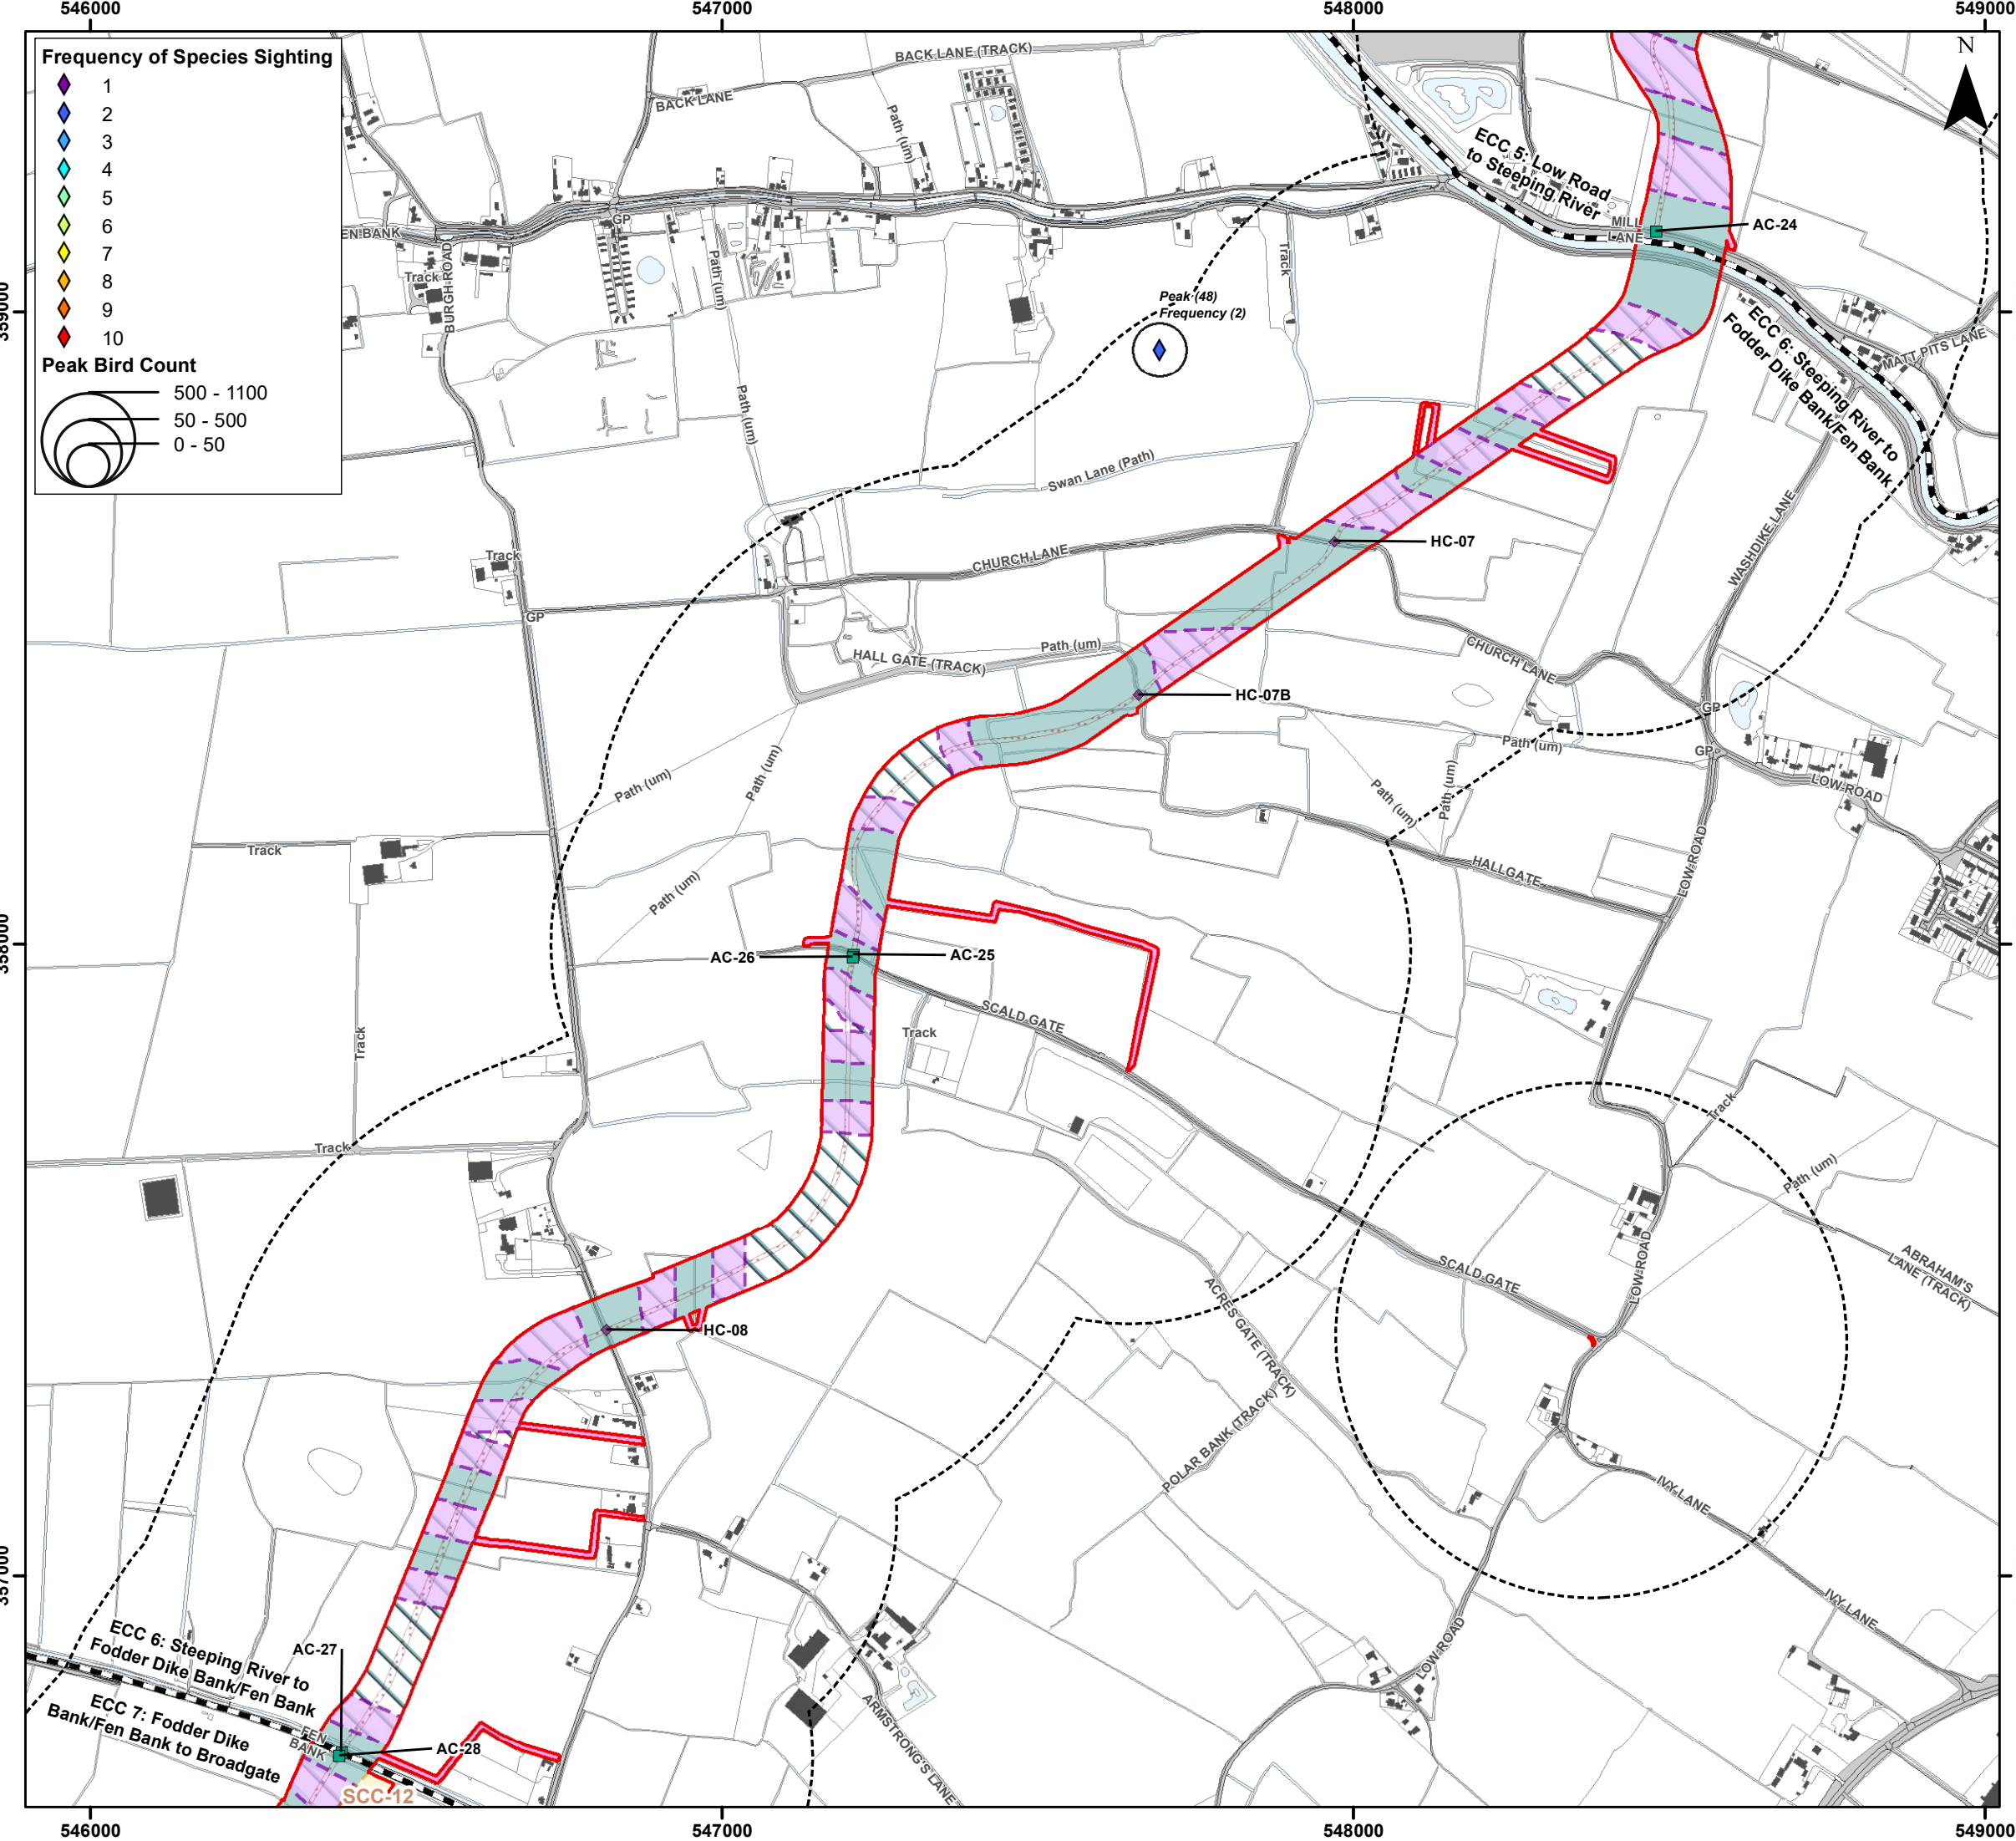 546000
547000
548000
549000
N
Frequency of Species Sighting
1
2
3
4
5
6
7
8
9
10
Peak Bird Count
500 - 1100
50 - 500
0 - 50
BACK LANE (TRACK)
BACK LANE
Path (um)
ECC 5: Low Road
to Steeping River
MILL
LANE
AC-24
GP
EN BANK
Track
BURGH ROAD
Path (um)
Track
Peak (48)
Frequency (2)
ECC 6: Steeping River to
Fodder Dike Bank/Fen Bank
MATT PITS LANE
Path (um)
Swan Lane (Path)
WASHDIKE LANE
HC-07
Track
CHURCH LANE
GP
HALL GATE (TRACK)
Path (um)
CHURCH LANE
HC-07B
GP
Path (um)
GP
LOW ROAD
Path (um)
Path (um)
Path (um)
Path (um)
Track
HALLGATE
LOW ROAD
Path (um)
358000
AC-26
AC-25
SCALD GATE
Track
Track
Track
Track
Path (um)
SCALD GATE
LOW ROAD
ABRAHAM'S
LANE (TRACK)
ACRES GATE (TRACK)
HC-08
POLAR BANK (TRACK)
IVY LANE
IVY LANE
LOW ROAD
ECC 6: Steeping River to
Fodder Dike Bank/Fen Bank
AC-27
ECC 7: Fodder Dike
Bank/Fen Bank to Broadgate
FEN
BANK
AC-28
SCC-12
ARMSTRONG'S LANE
546000
547000
548000
549000